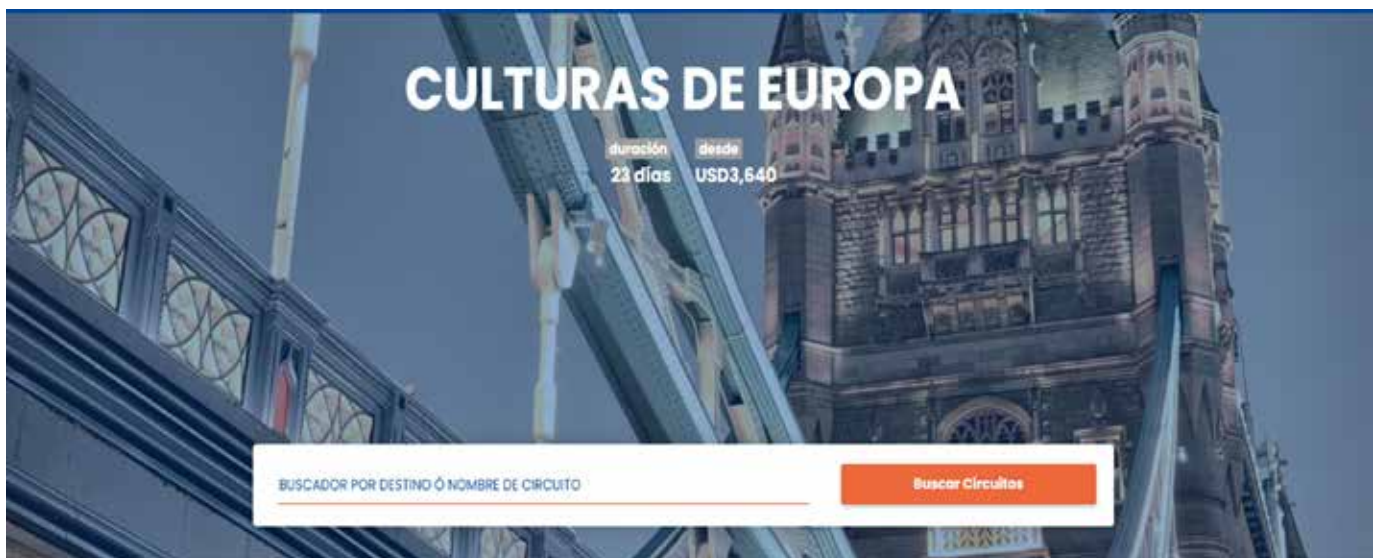 CULTURAS DE EUROPA
duración desde
23 días USD3,640
BUSCADOR POR DESTINO Ó NOMBRE DE CIRCUITO
Buscar Circuitos